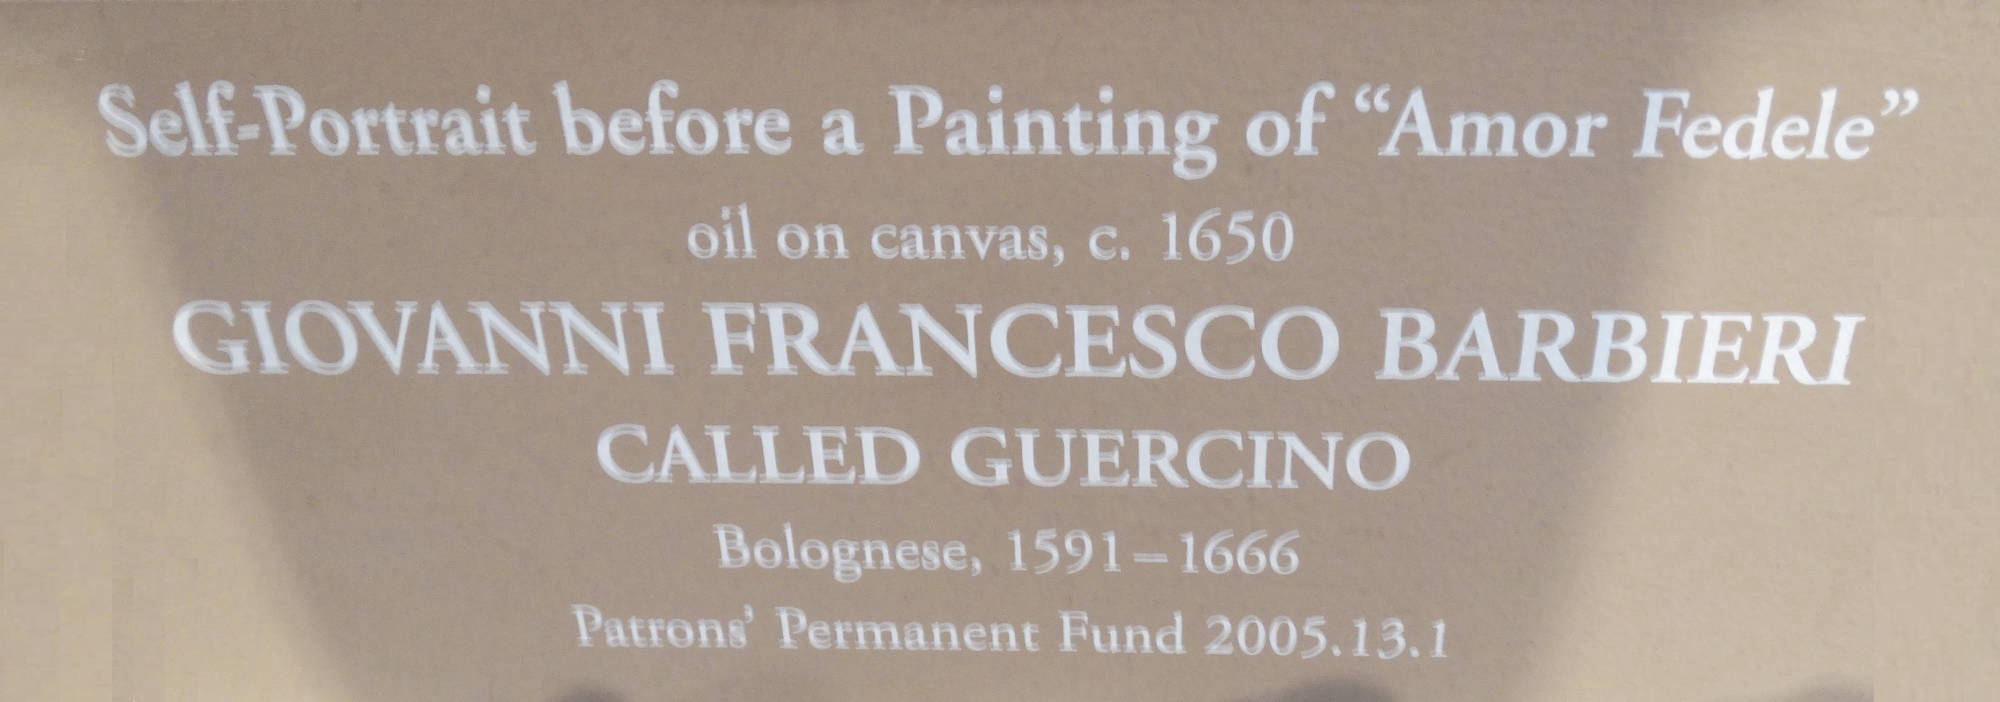 Self-Portrait before a Painting of “Amor Fedele”
oil on canvas, c. 1650
GIOVANNI FRANCESCO BARBIERI
CALLED GUERCINO
Bolognese, 1591–1666
Patrons’ Permanent Fund 2005.13.1